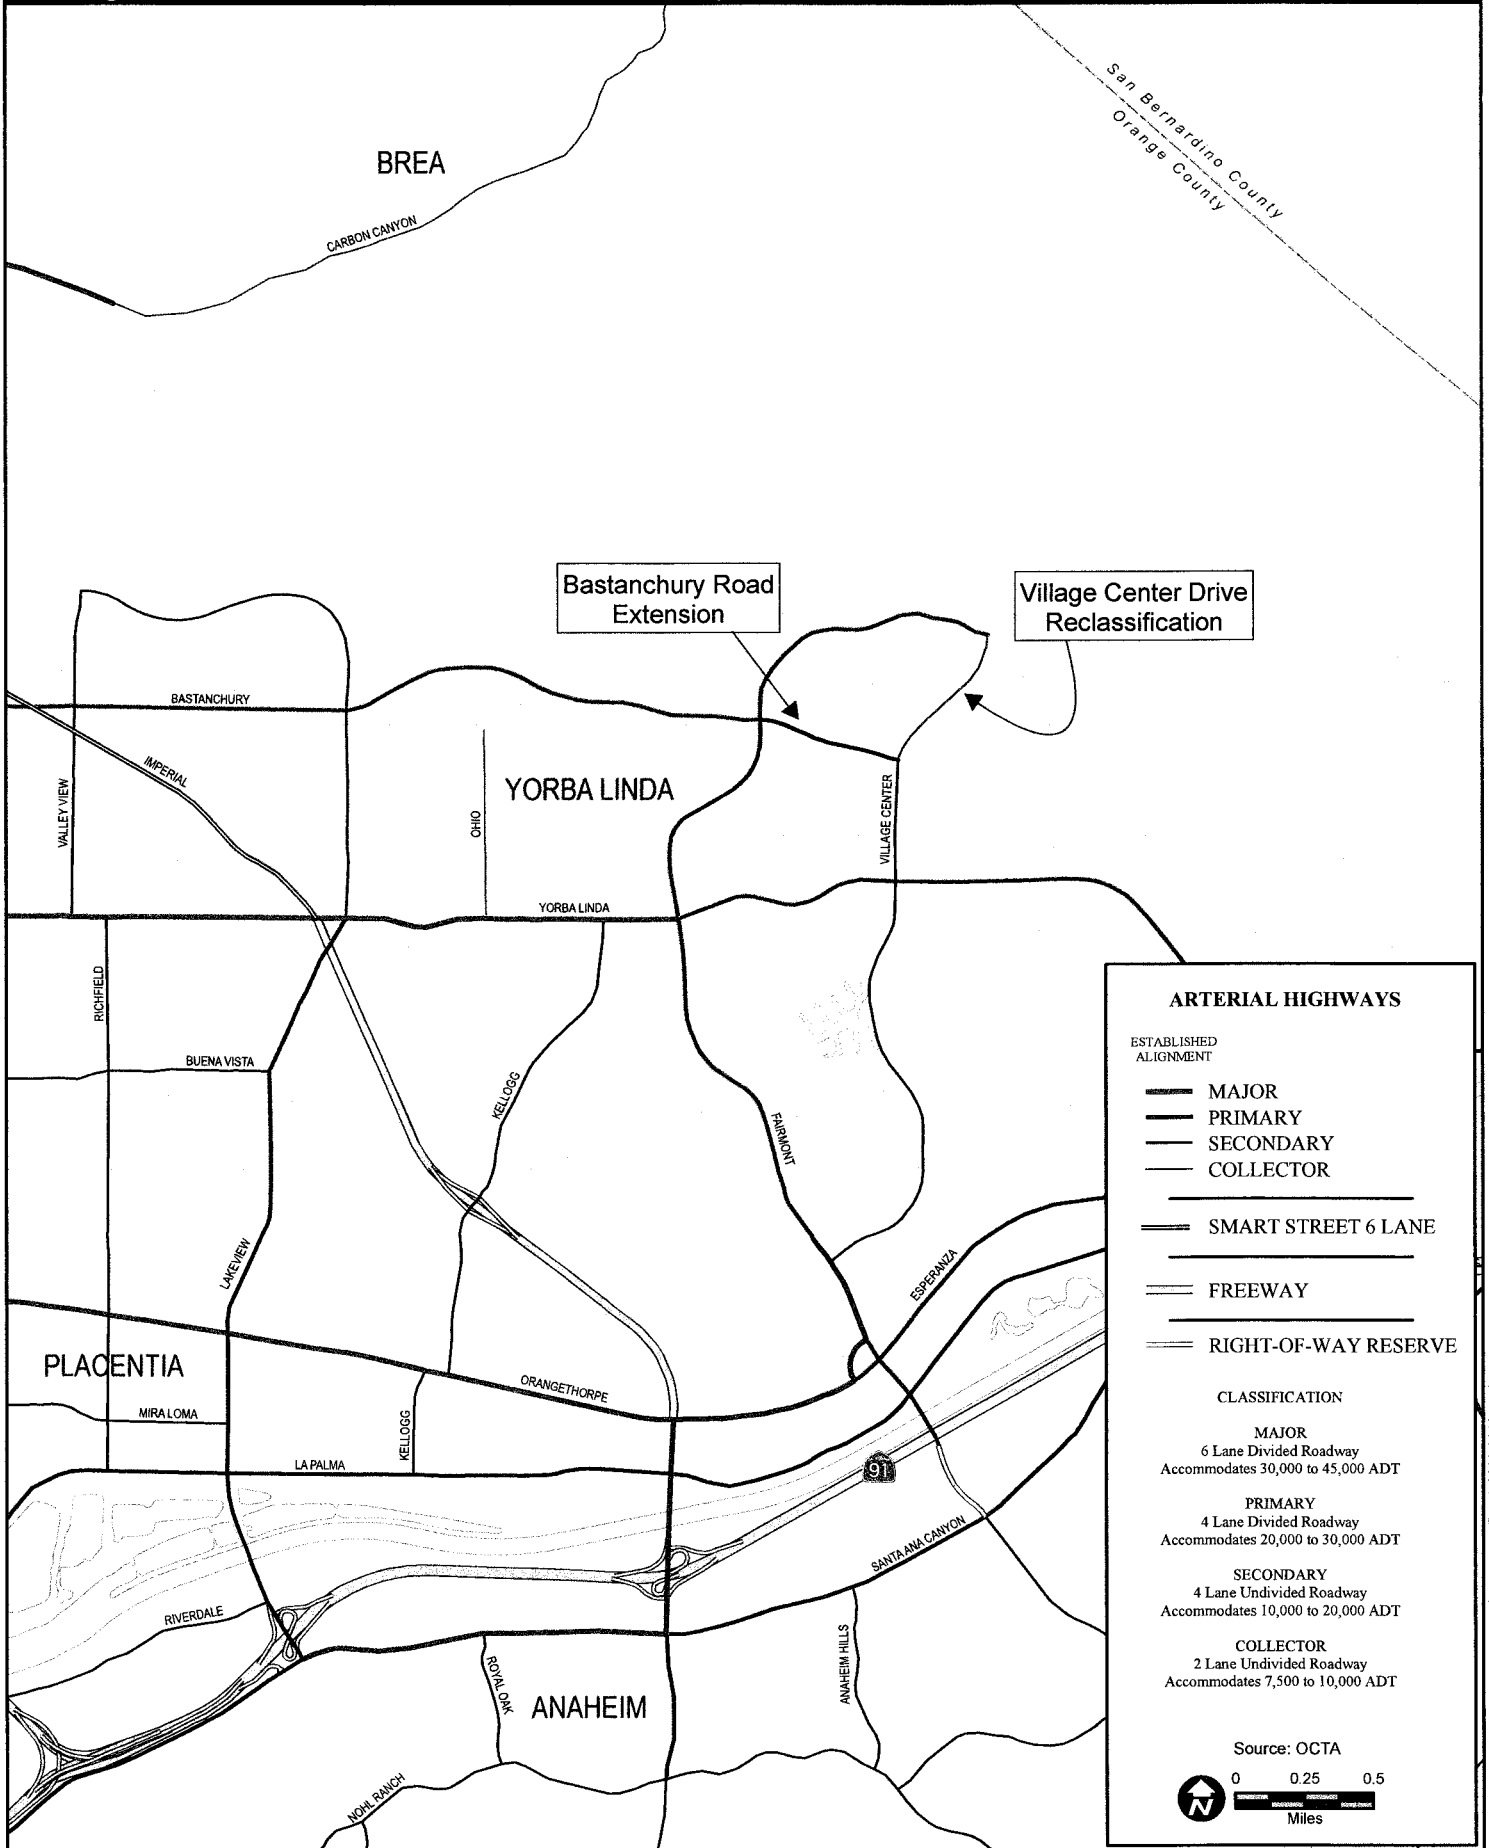 San Bernardino County
Orange County
BREA
CARBON CANYON
Bastanchury Road
Extension
Village Center Drive
Reclassification
BASTANCHURY
IMPERIAL
VALLEY VIEW
OHIO
YORBA LINDA
VILLAGE CENTER
YORBA LINDA
RICHFIELD
BUENA VISTA
KELLOGG
FAIRMONT
LAKEVIEW
ESPERANZA
PLACENTIA
ORANGETHORPE
MIRA LOMA
KELLOGG
LA PALMA
91
SANTA ANA CANYON
RIVERDALE
ROYAL OAK
ANAHEIM
ANAHEIM HILLS
NOHL RANCH
ARTERIAL HIGHWAYS
ESTABLISHED
ALIGNMENT
MAJOR
PRIMARY
SECONDARY
COLLECTOR
SMART STREET 6 LANE
FREEWAY
RIGHT-OF-WAY RESERVE
CLASSIFICATION
MAJOR
6 Lane Divided Roadway
Accommodates 30,000 to 45,000 ADT
PRIMARY
4 Lane Divided Roadway
Accommodates 20,000 to 30,000 ADT
SECONDARY
4 Lane Undivided Roadway
Accommodates 10,000 to 20,000 ADT
COLLECTOR
2 Lane Undivided Roadway
Accommodates 7,500 to 10,000 ADT
Source: OCTA
0 0.25 0.5
N
Miles